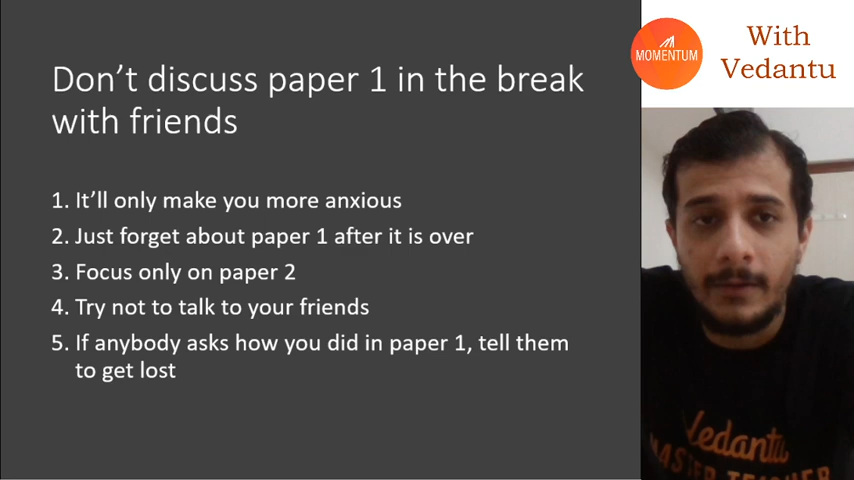 Don't discuss paper 1 in the break
with friends
1. It'll only make you more anxious
2. Just forget about paper 1 after it is over
3. Focus only on paper 2
4. Try not to talk to your friends
5. If anybody asks how you did in paper 1, tell them
to get lost
MOMENTUM
With
Vedantu
Vedantu
MASTER TEACHER